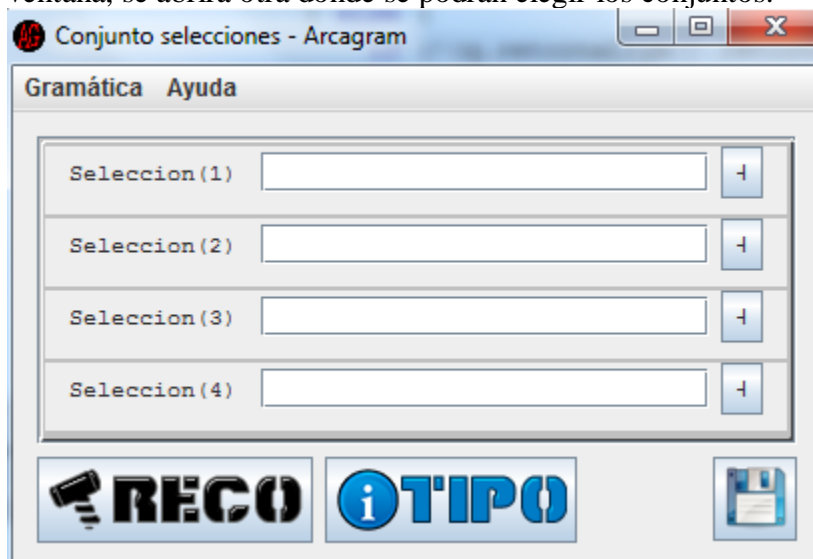 ventana, se abrirá otra donde se podrán elegir los conjuntos.
Conjunto selecciones - Arcagram
Gramática Ayuda
Seleccion(1)
Seleccion(2)
Seleccion(3)
Seleccion(4)
RECO
TIPO